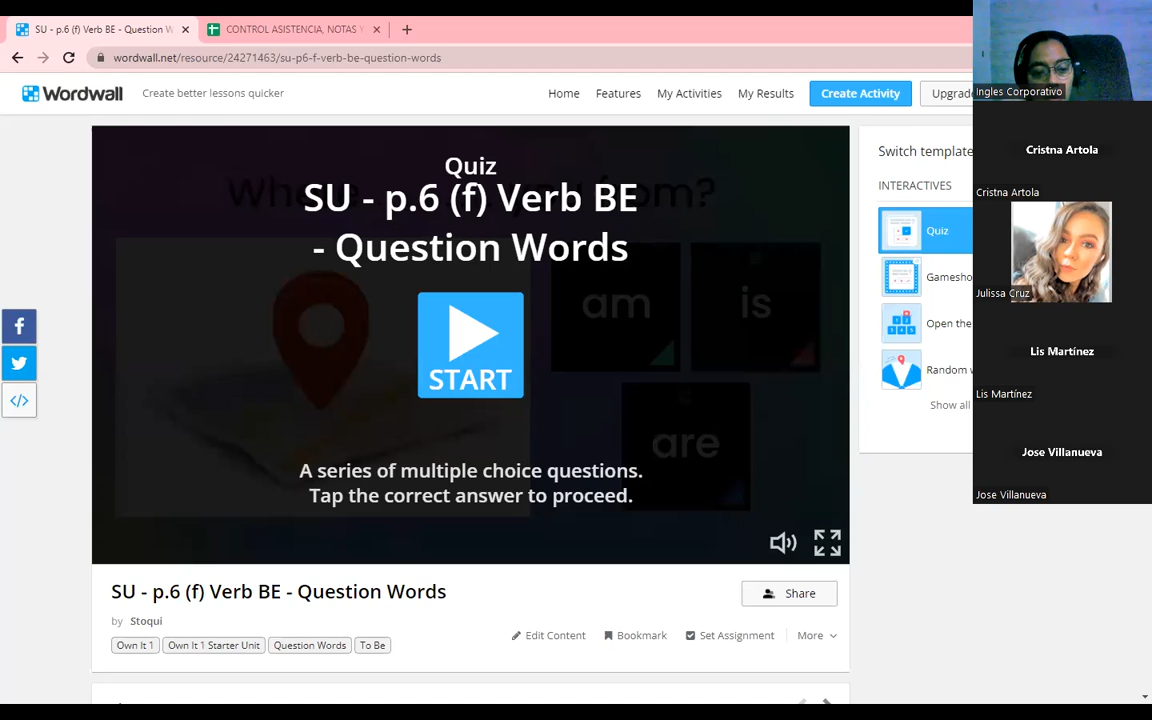 SU - p.6 (f) Verb BE - Question W
CONTROL ASISTENCIA, NOTAS Y
wordwall.net/resource/24271463/su-p6-f-verb-be-question-words
Wordwall
Create better lessons quicker
Home
Features
My Activities
My Results
Create Activity
Upgrade
Where
from?
am
is
are
Quiz
SU - p.6 (f) Verb BE
- Question Words
START
A series of multiple choice questions.
Tap the correct answer to proceed.
Switch template
INTERACTIVES
Quiz
Gamesho
Open the
Random w
Show all
SU - p.6 (f) Verb BE - Question Words
Share
by Stoqui
Own It 1
Own It 1 Starter Unit
Question Words
To Be
Edit Content
Bookmark
Set Assignment
More
Ingles Corporativo
Cristna Artola
Cristna Artola
Julissa Cruz
Lis Martínez
Lis Martínez
Jose Villanueva
Jose Villanueva